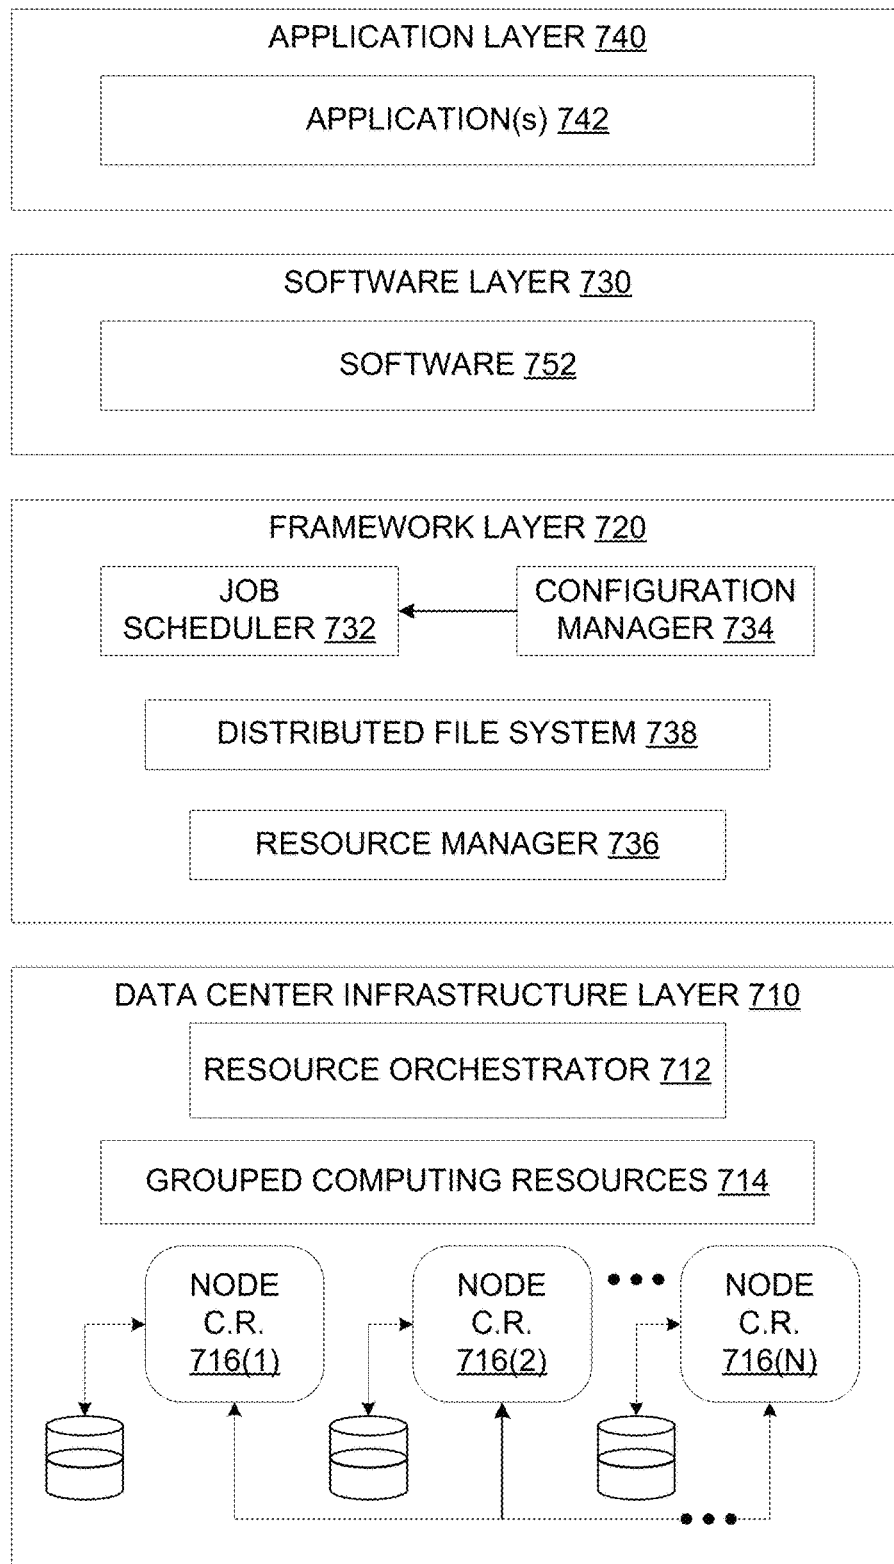 APPLICATION LAYER 740
APPLICATION(s) 742
SOFTWARE LAYER 730
SOFTWARE 752
FRAMEWORK LAYER 720
JOB
SCHEDULER 732
CONFIGURATION
MANAGER 734
DISTRIBUTED FILE SYSTEM 738
RESOURCE MANAGER 736
DATA CENTER INFRASTRUCTURE LAYER 710
RESOURCE ORCHESTRATOR 712
GROUPED COMPUTING RESOURCES 714
NODE
C.R.
716(1)
NODE
C.R.
716(2)
NODE
C.R.
716(N)